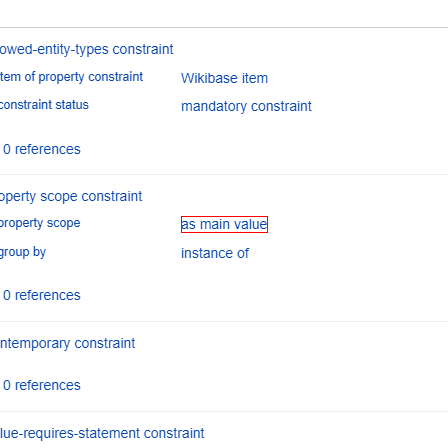 owed-entity-types constraint
tem of property constraint Wikibase item
constraint status mandatory constraint
0 references
operty scope constraint
property scope as main value
group by instance of
0 references
ntemporary constraint
0 references
lue-requires-statement constraint